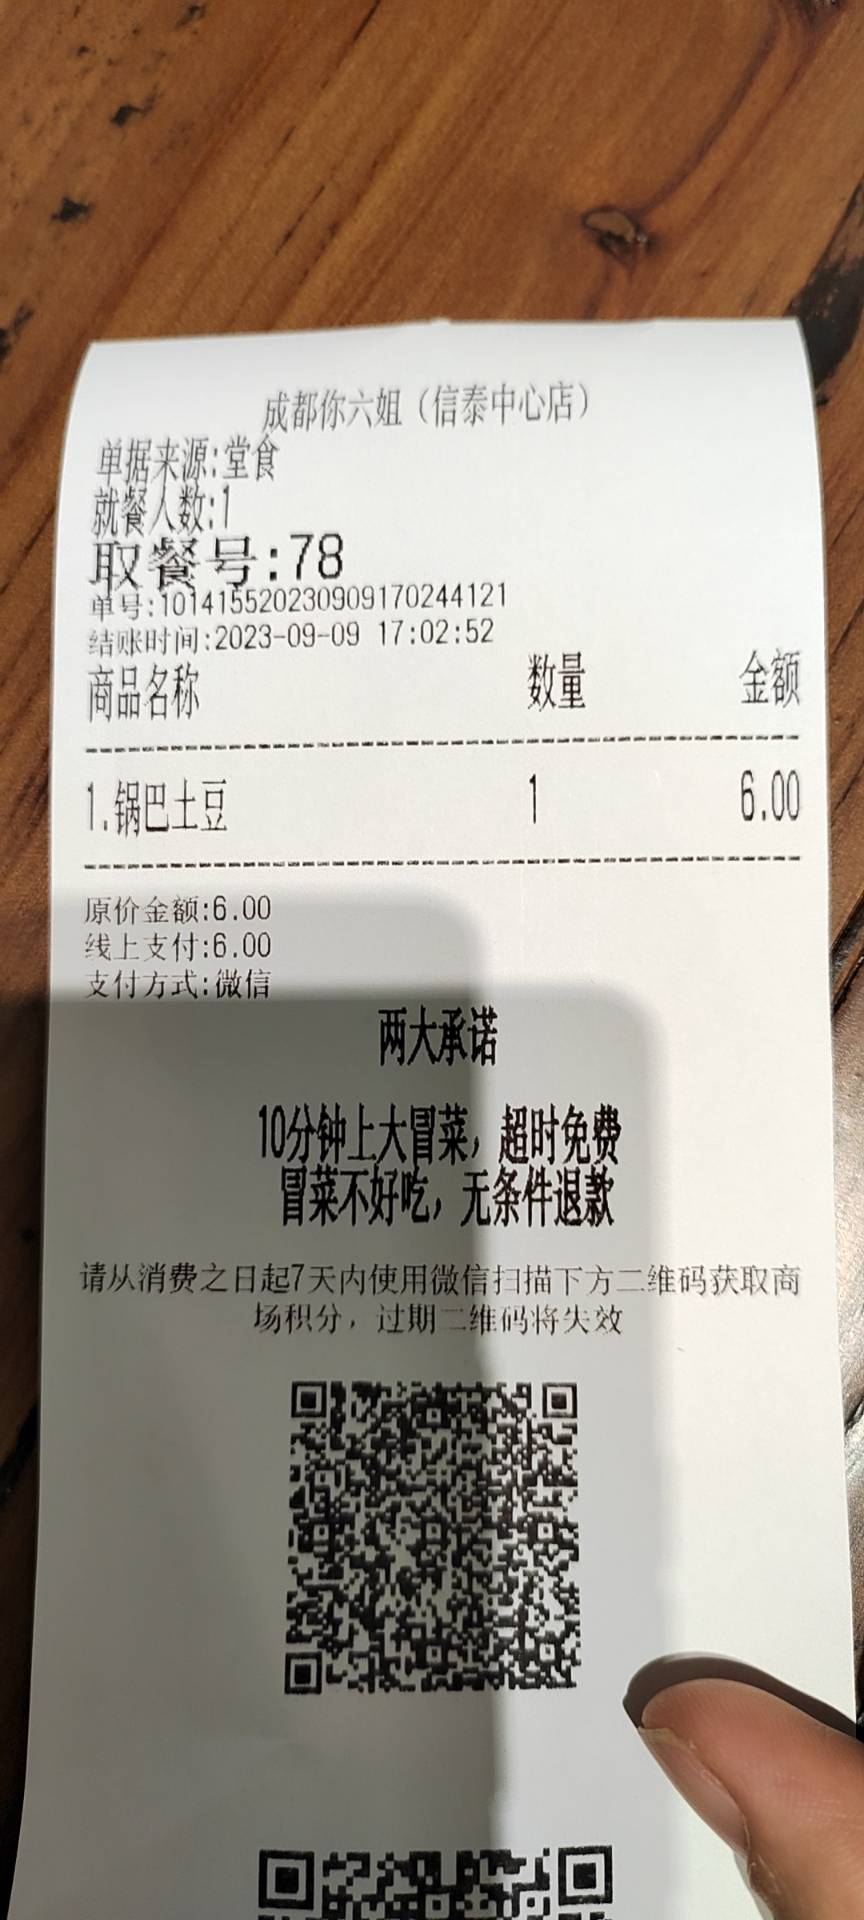 成都你六姐（信泰中心店）
单据来源:堂食
就餐人数:1
取餐号:78
单号:101415520230909170244121
结账时间:2023-09-09 17:02:52
商品名称 数量 金额
1.锅巴土豆 1 6.00
原价金额:6.00
线上支付:6.00
支付方式:微信
两大承诺
10分钟上大冒菜，超时免费
冒菜不好吃，无条件退款
请从消费之日起7天内使用微信扫描下方二维码获取商
场积分，过期二维码将失效